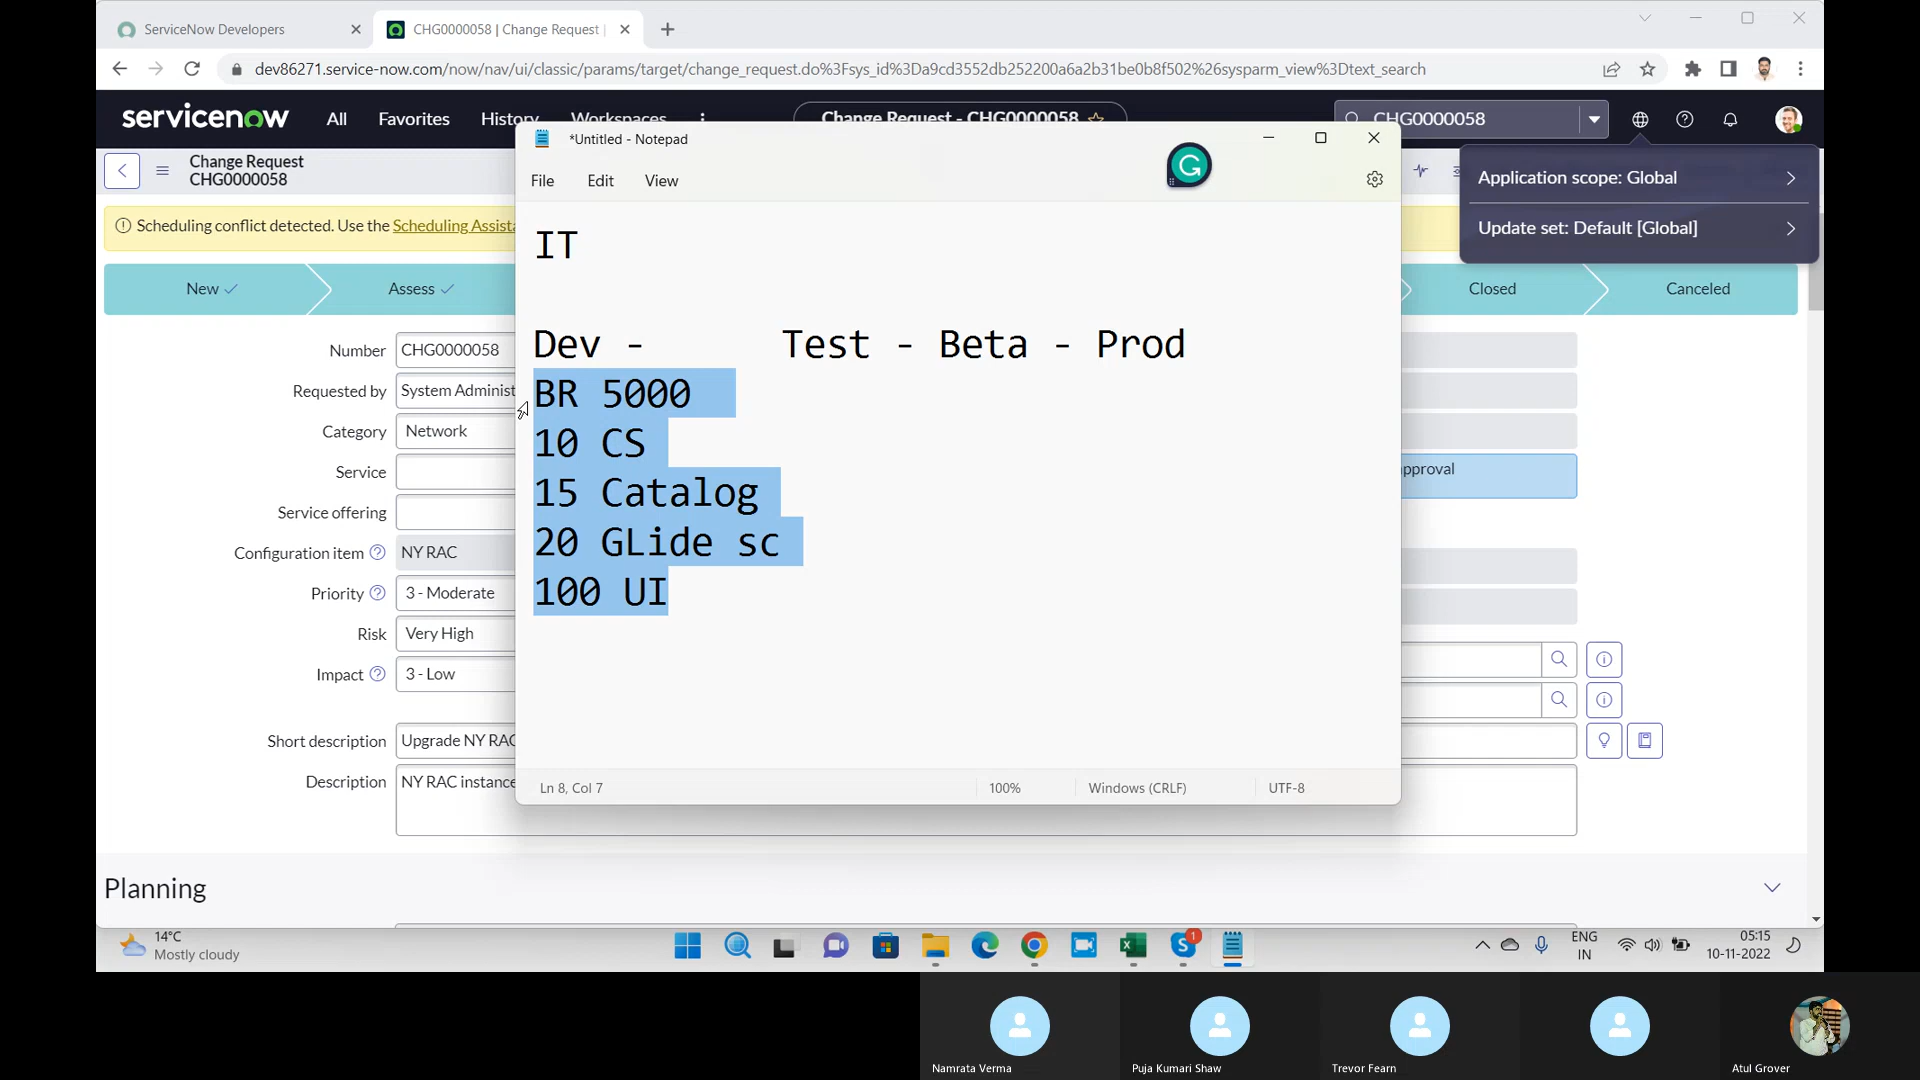 ServiceNow Developers
CHG0000058 | Change Request |
dev86271.service-now.com/now/nav/ui/classic/params/target/change_request.do%3Fsys_id%3Da9cd3552db252200a6a2b31be0b8f502%26sysparm_view%3Dtext_search
servicenow
All
Favorites
History
Workspaces
Change Request - CHG0000058
CHG0000058
Change Request
CHG0000058
Application scope: Global
Update set: Default [Global]
Scheduling conflict detected. Use the Scheduling Assista
New
Assess
Closed
Canceled
*Untitled - Notepad
File
Edit
View
IT
Dev - Test - Beta - Prod
BR 5000
10 CS
15 Catalog
20 GLide sc
100 UI
Ln 8, Col 7
100%
Windows (CRLF)
UTF-8
Number CHG0000058
Requested by System Administ
Category Network
Service
pproval
Service offering
Configuration item NY RAC
Priority 3 - Moderate
Risk Very High
Impact 3 - Low
Short description Upgrade NY RAC
Description NY RAC instance
Planning
14°C
Mostly cloudy
1
ENG
IN
05:15
10-11-2022
Namrata Verma
Puja Kumari Shaw
Trevor Fearn
Atul Grover